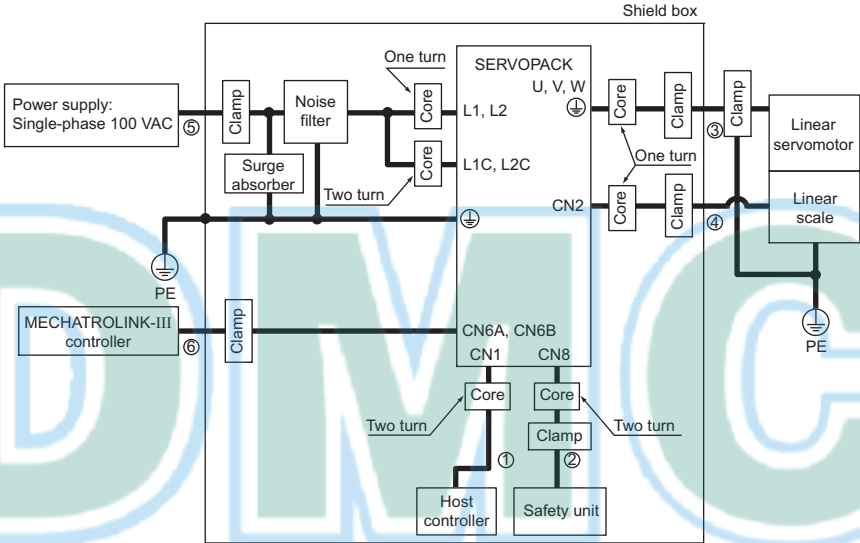 Shield box
One turn
SERVOPACK
U, V, W
Power supply:
Single-phase 100 VAC
⑤
Clamp
Noise
filter
Core
L1, L2
Core
Clamp
③
Clamp
Linear
servomotor
Surge
absorber
Core
L1C, L2C
Two turn
One turn
CN2
Core
Clamp
④
Linear
scale
PE
MECHATROLINK-III
controller
⑥
Clamp
CN6A, CN6B
CN1
CN8
PE
Core
Core
Two turn
Two turn
Clamp
①
②
Host
controller
Safety unit
DMC